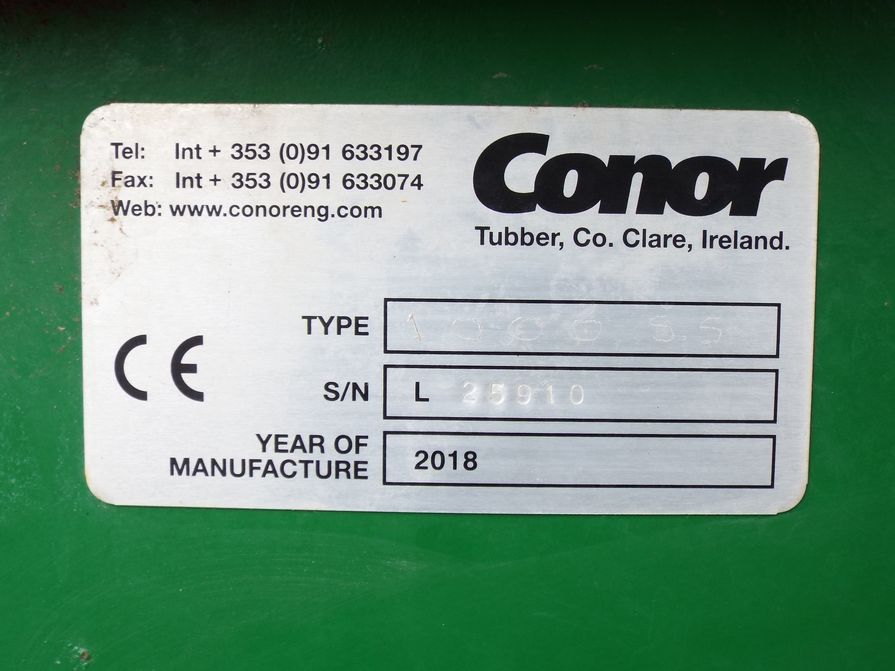 Tel: Int + 353 (0)91 633197
Fax: Int + 353 (0)91 633074
Web: www.conoreng.com
Conor
Tubber, Co. Clare, Ireland.
CE
TYPE 1000 S.S
S/N L 25910
YEAR OF
MANUFACTURE 2018